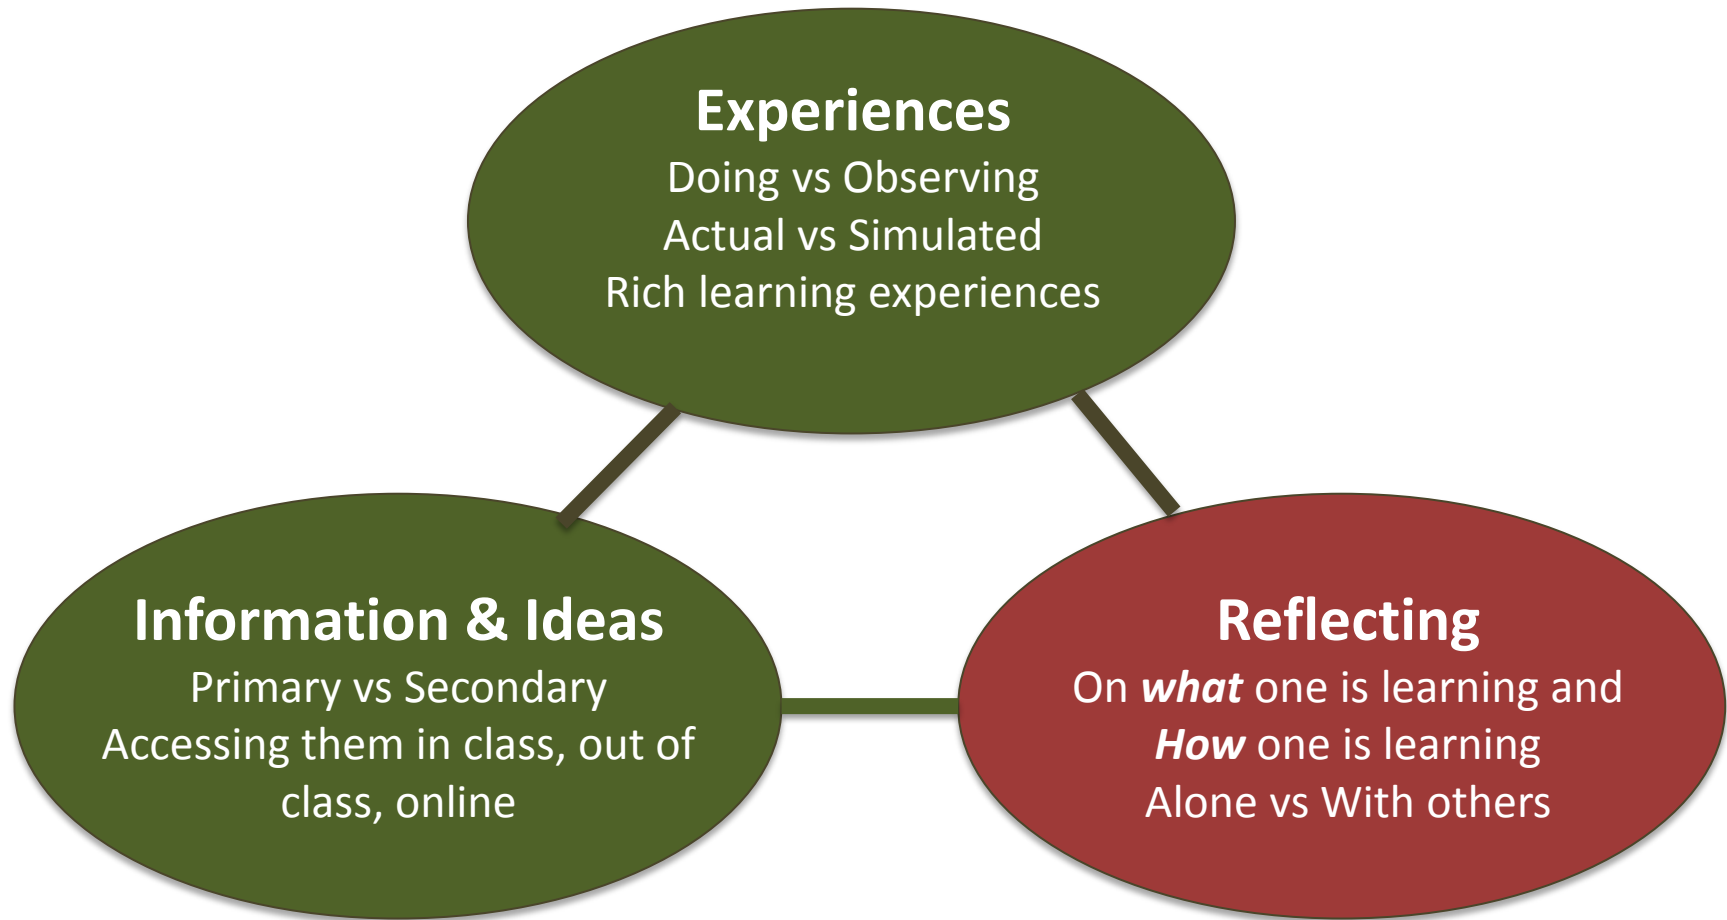 Experiences
Doing vs Observing
Actual vs Simulated
Rich learning experiences
Information & Ideas
Primary vs Secondary
Accessing them in class, out of
class, online
Reflecting
On what one is learning and
How one is learning
Alone vs With others